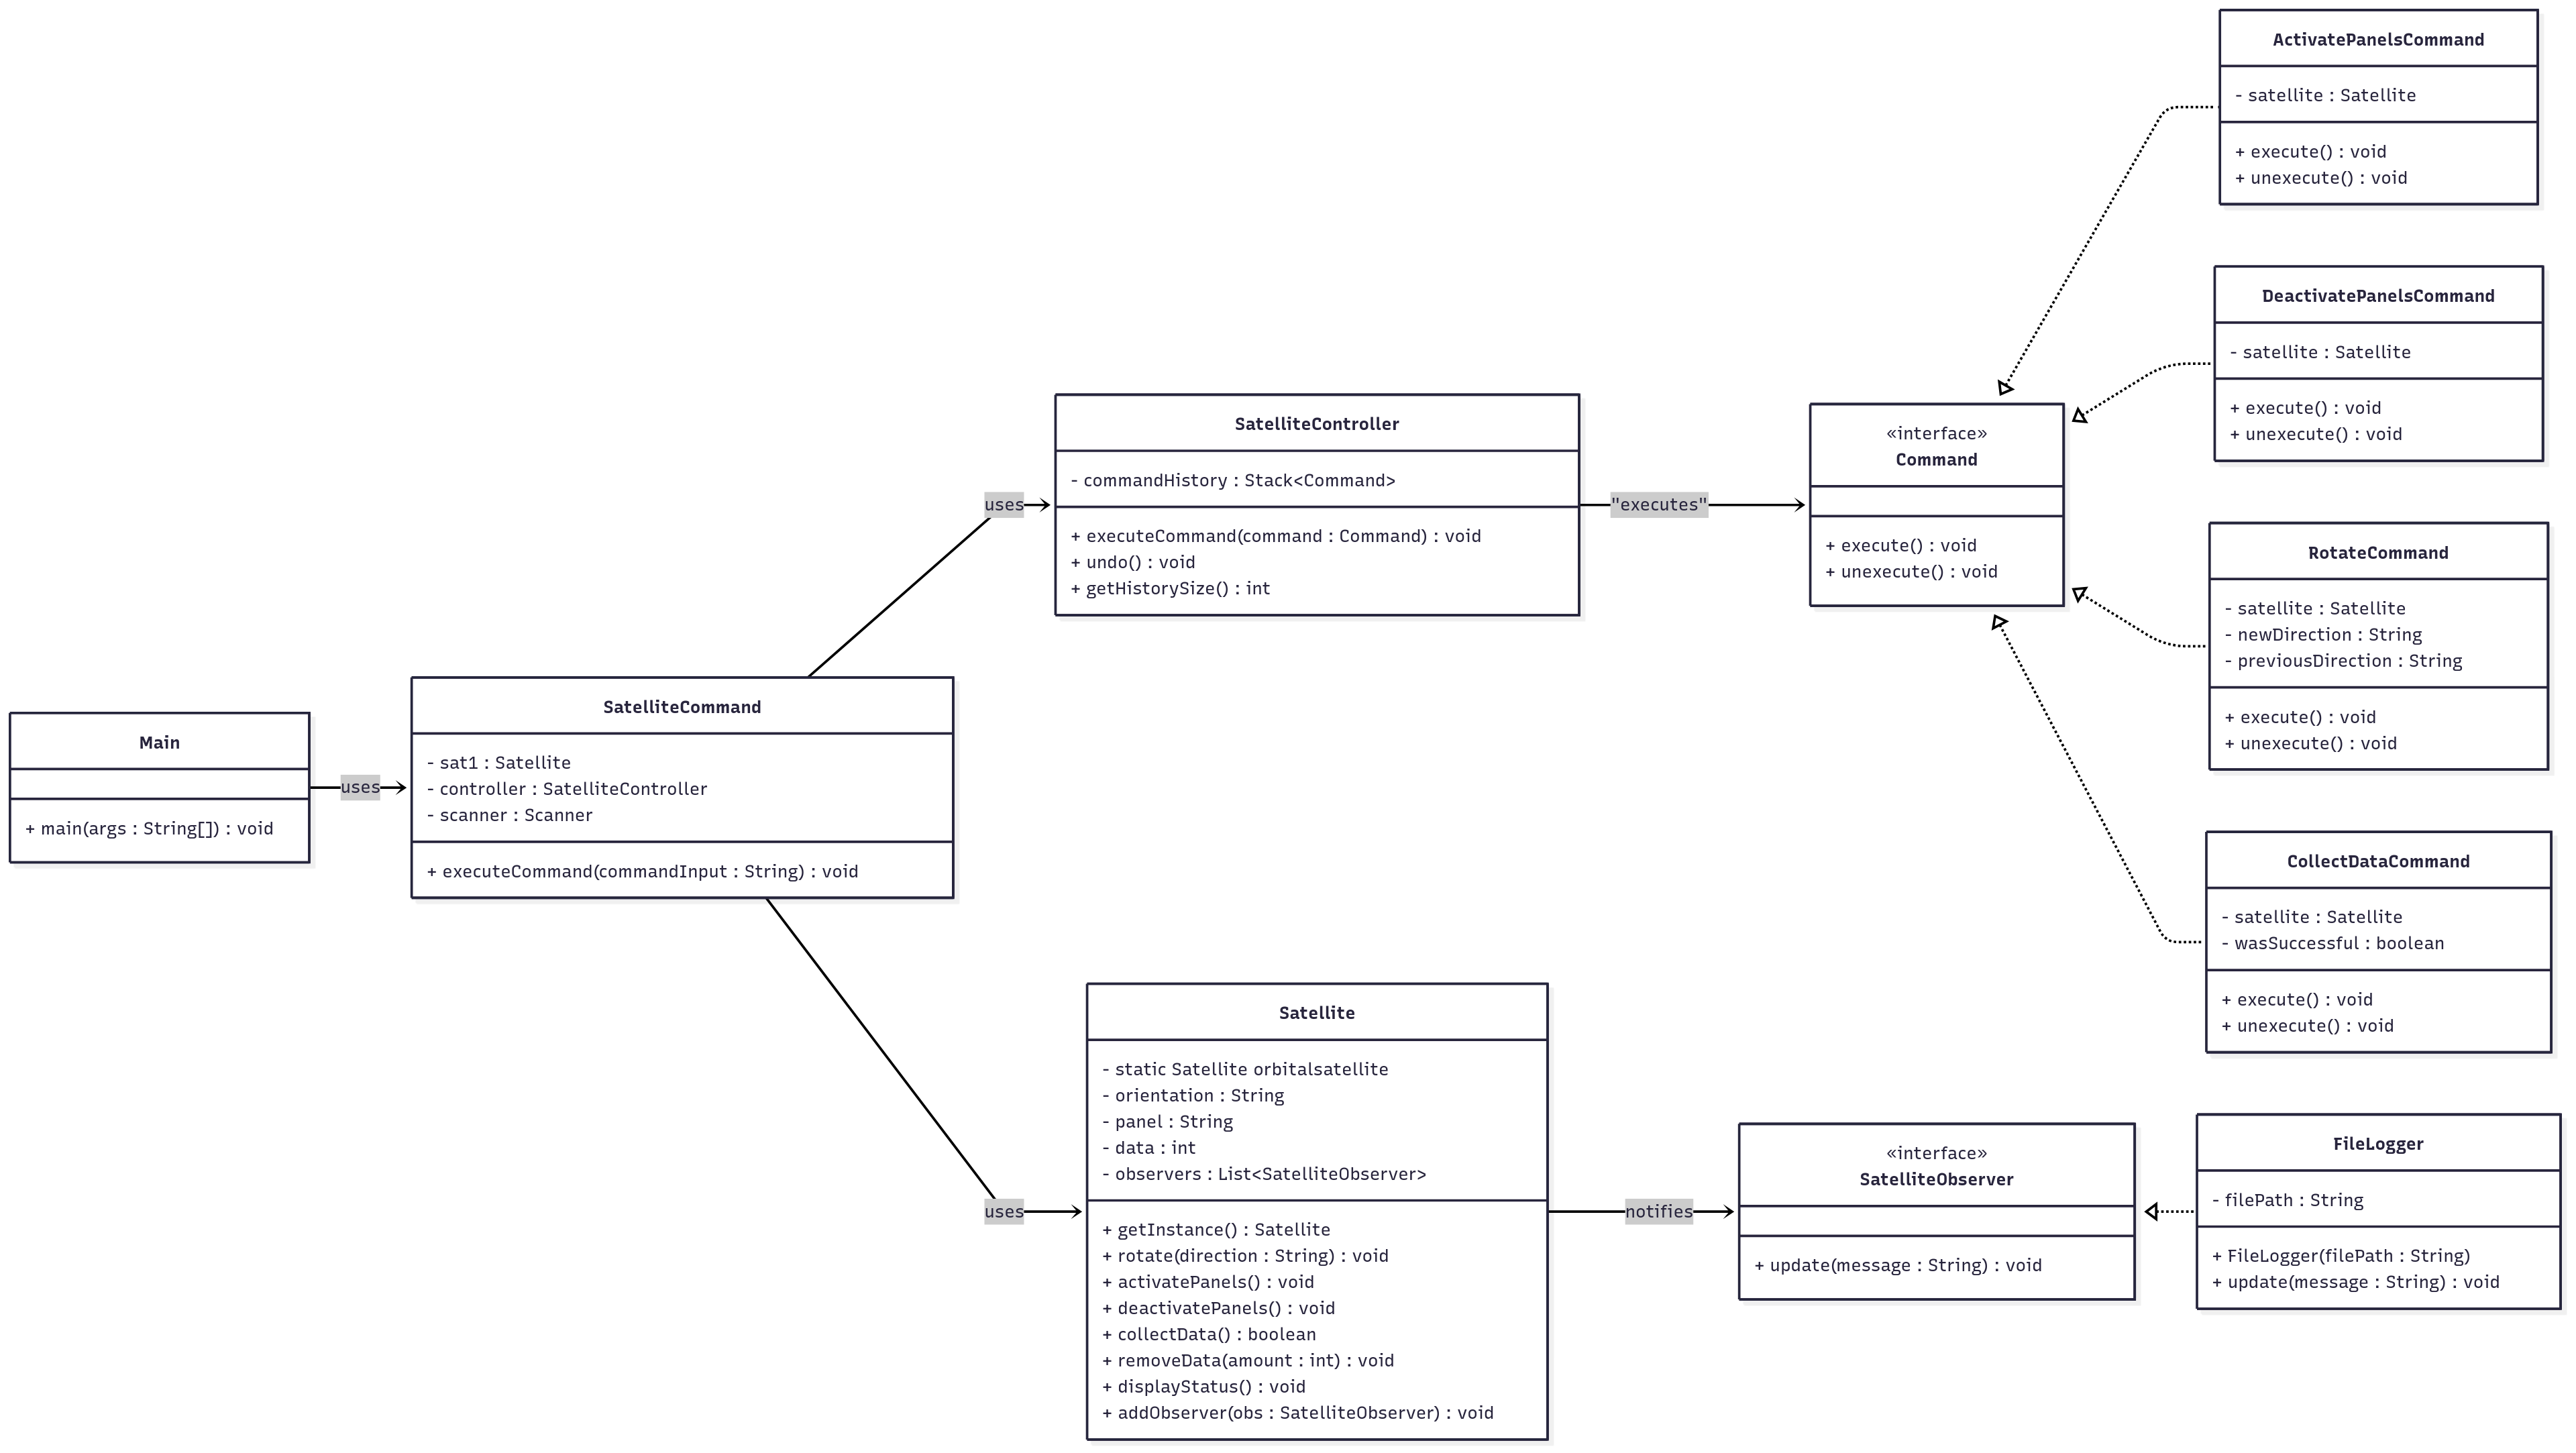 Main
+ main(args : String[]) : void
uses
SatelliteCommand
- sat1 : Satellite
- controller : SatelliteController
- scanner : Scanner
+ executeCommand(commandInput : String) : void
uses
SatelliteController
- commandHistory : Stack<Command>
+ executeCommand(command : Command) : void
+ undo() : void
+ getHistorySize() : int
"executes"
«interface»
Command
+ execute() : void
+ unexecute() : void
ActivatePanelsCommand
- satellite : Satellite
+ execute() : void
+ unexecute() : void
DeactivatePanelsCommand
- satellite : Satellite
+ execute() : void
+ unexecute() : void
RotateCommand
- satellite : Satellite
- newDirection : String
- previousDirection : String
+ execute() : void
+ unexecute() : void
CollectDataCommand
- satellite : Satellite
- wasSuccessful : boolean
+ execute() : void
+ unexecute() : void
uses
Satellite
- static Satellite orbitalsatellite
- orientation : String
- panel : String
- data : int
- observers : List<SatelliteObserver>
+ getInstance() : Satellite
+ rotate(direction : String) : void
+ activatePanels() : void
+ deactivatePanels() : void
+ collectData() : boolean
+ removeData(amount : int) : void
+ displayStatus() : void
+ addObserver(obs : SatelliteObserver) : void
notifies
«interface»
SatelliteObserver
+ update(message : String) : void
FileLogger
- filePath : String
+ FileLogger(filePath : String)
+ update(message : String) : void